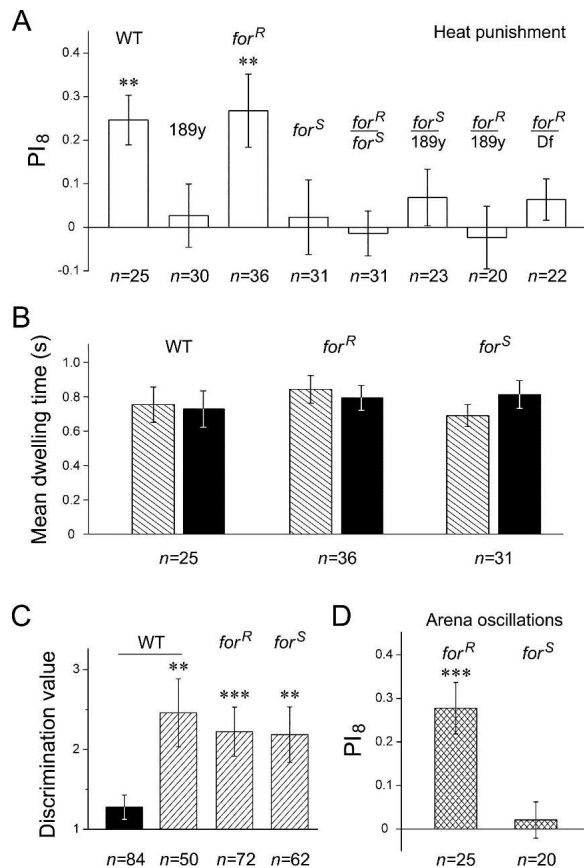 A
Heat punishment
WT
**
189y
for^R
**
for^S
for^R
for^S
for^S
189y
for^R
189y
for^R
Df
PI₈
0.4
0.3
0.2
0.1
0
-0.1
n=25 n=30 n=36 n=31 n=31 n=23 n=20 n=22
B
WT for^R for^S
Mean dwelling time (s)
1.0
0.8
0.6
0.4
0.2
0
n=25 n=36 n=31
C
WT for^R for^S
** *** **
Discrimination value
3
2
1
n=84 n=50 n=72 n=62
D
Arena oscillations
for^R for^S
***
PI₈
0.4
0.3
0.2
0.1
0
n=25 n=20